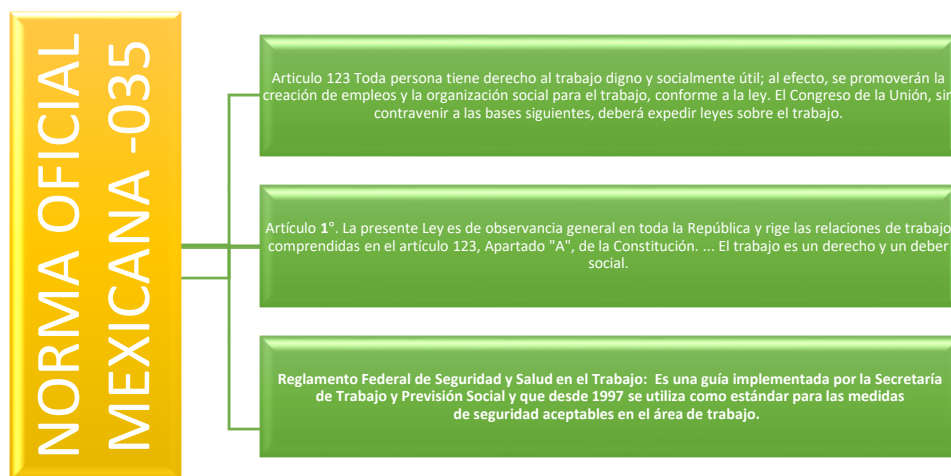 NORMA OFICIAL
MEXICANA -035
Articulo 123 Toda persona tiene derecho al trabajo digno y socialmente útil; al efecto, se promoverán la
creación de empleos y la organización social para el trabajo, conforme a la ley. El Congreso de la Unión, sin
contravenir a las bases siguientes, deberá expedir leyes sobre el trabajo.
Artículo 1°. La presente Ley es de observancia general en toda la República y rige las relaciones de trabajo
comprendidas en el artículo 123, Apartado "A", de la Constitución. ... El trabajo es un derecho y un deber
social.
Reglamento Federal de Seguridad y Salud en el Trabajo: Es una guía implementada por la Secretaría
de Trabajo y Previsión Social y que desde 1997 se utiliza como estándar para las medidas
de seguridad aceptables en el área de trabajo.